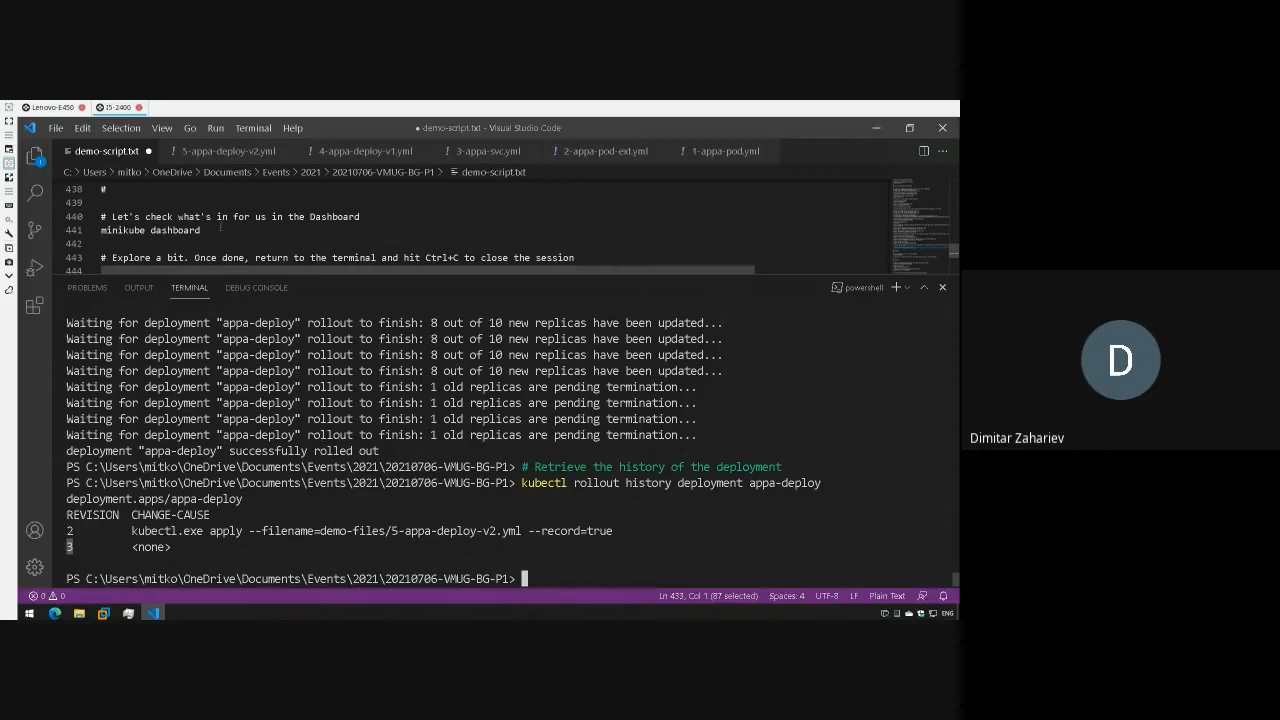 Lenovo-E450 I5-2400
File Edit Selection View Go Run Terminal Help ● demo-script.txt - Visual Studio Code
demo-script.txt ● ! 5-appa-deploy-v2.yml ! 4-appa-deploy-v1.yml ! 3-appa-svc.yml ! 2-appa-pod-ext.yml ! 1-appa-pod.yml
C: > Users > mitko > OneDrive > Documents > Events > 2021 > 20210706-VMUG-BG-P1 > demo-script.txt
438 #
439
440 # Let's check what's in for us in the Dashboard
441 minikube dashboard
442
443 # Explore a bit. Once done, return to the terminal and hit Ctrl+C to close the session
444
PROBLEMS OUTPUT TERMINAL DEBUG CONSOLE powershell
Waiting for deployment "appa-deploy" rollout to finish: 8 out of 10 new replicas have been updated...
Waiting for deployment "appa-deploy" rollout to finish: 8 out of 10 new replicas have been updated...
Waiting for deployment "appa-deploy" rollout to finish: 8 out of 10 new replicas have been updated...
Waiting for deployment "appa-deploy" rollout to finish: 8 out of 10 new replicas have been updated...
Waiting for deployment "appa-deploy" rollout to finish: 1 old replicas are pending termination...
Waiting for deployment "appa-deploy" rollout to finish: 1 old replicas are pending termination...
Waiting for deployment "appa-deploy" rollout to finish: 1 old replicas are pending termination...
Waiting for deployment "appa-deploy" rollout to finish: 1 old replicas are pending termination...
deployment "appa-deploy" successfully rolled out
PS C:\Users\mitko\OneDrive\Documents\Events\2021\20210706-VMUG-BG-P1> # Retrieve the history of the deployment
PS C:\Users\mitko\OneDrive\Documents\Events\2021\20210706-VMUG-BG-P1> kubectl rollout history deployment appa-deploy
deployment.apps/appa-deploy
REVISION CHANGE-CAUSE
2 kubectl.exe apply --filename=demo-files/5-appa-deploy-v2.yml --record=true
3 <none>
PS C:\Users\mitko\OneDrive\Documents\Events\2021\20210706-VMUG-BG-P1>
0 0 Ln 433, Col 1 (87 selected) Spaces: 4 UTF-8 LF Plain Text
ENG
D
Dimitar Zahariev